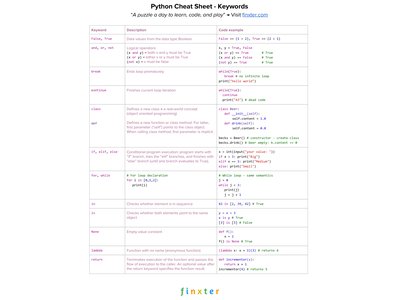 Python Cheat Sheet - Keywords
"A puzzle a day to learn, code, and play" → Visit finxter.com
Keyword Description Code example
False, True Data values from the data type Boolean False == (1 > 2), True == (2 > 1)
and, or, not Logical operators:
(x and y) → both x and y must be True
(x or y) → either x or y must be True
(not x) → x must be False
x, y = True, False
(x or y) == True # True
(x and y) == False # True
(not y) == True # True
break Ends loop prematurely
while(True):
break # no infinite loop
print("hello world")
continue Finishes current loop iteration
while(True):
continue
print("43") # dead code
class
def
Defines a new class → a real-world concept
(object oriented programming)
Defines a new function or class method. For latter,
first parameter ("self") points to the class object.
When calling class method, first parameter is implicit.
class Beer:
def __init__(self):
self.content = 1.0
def drink(self):
self.content = 0.0
becks = Beer() # constructor - create class
becks.drink() # beer empty: b.content == 0
if, elif, else Conditional program execution: program starts with
"if" branch, tries the "elif" branches, and finishes with
"else" branch (until one branch evaluates to True).
x = int(input("your value: "))
if x > 3: print("Big")
elif x == 3: print("Medium")
else: print("Small")
for, while
# For loop declaration
for i in [0,1,2]:
print(i)
# While loop - same semantics
j = 0
while j < 3:
print(j)
j = j + 1
in Checks whether element is in sequence 42 in [2, 39, 42] # True
is Checks whether both elements point to the same
object
y = x = 3
x is y # True
[3] is [3] # False
None Empty value constant
def f():
x = 2
f() is None # True
lambda Function with no name (anonymous function) (lambda x: x + 3)(3) # returns 6
return Terminates execution of the function and passes the
flow of execution to the caller. An optional value after
the return keyword specifies the function result.
def incrementor(x):
return x + 1
incrementor(4) # returns 5
finxter